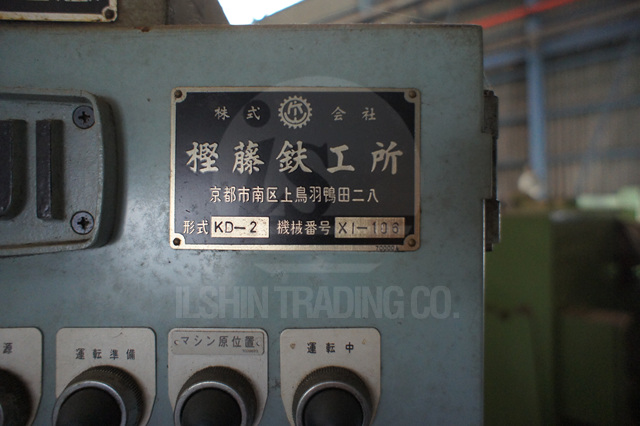 株式 会社
樫藤鉄工所
京都市南区上鳥羽鴨田二八
形式 KD-2 機械番号 XI-106
ILSHIN TRADING CO.
源 運転準備 マシン原位置 運転中